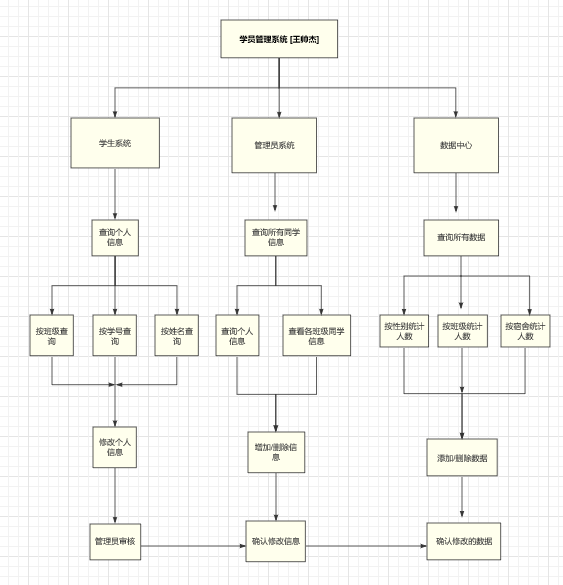 学员管理系统 [王帅杰]
学生系统
管理员系统
数据中心
查询个人
信息
查询所有同学
信息
查询所有数据
按班级查
询
按学号查
询
按姓名查
询
查询个人
信息
查看各班级同学
信息
按性别统计
人数
按班级统计
人数
按宿舍统计
人数
修改个人
信息
增加/删除信
息
添加/删除数据
管理员审核
确认修改信息
确认修改的数据